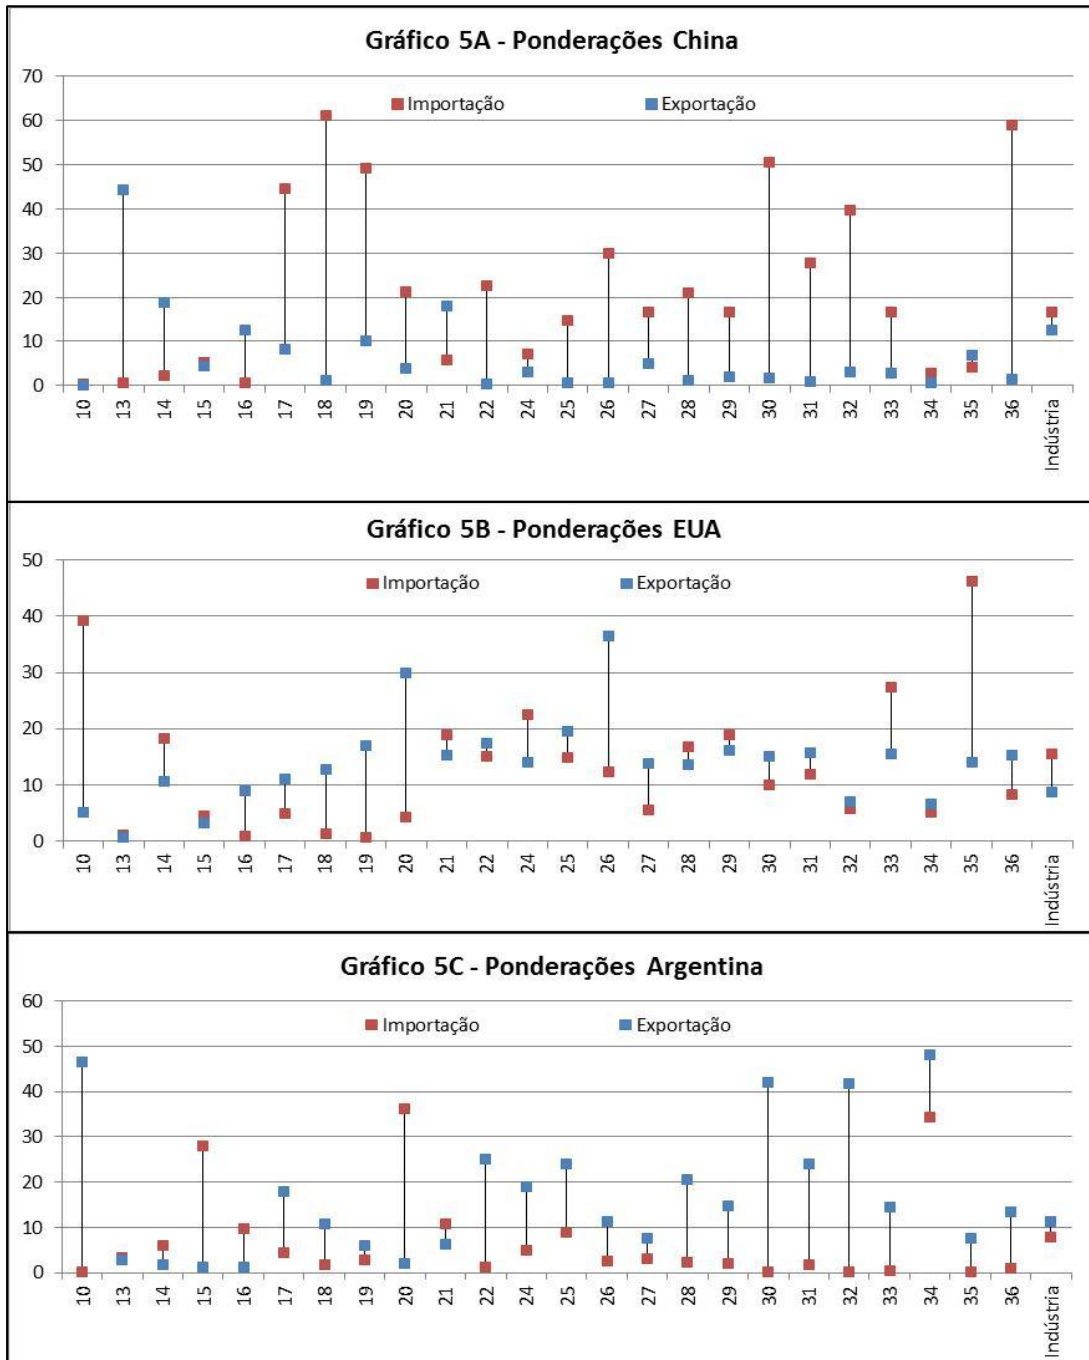 Gráfico 5A - Ponderações China
70
Importação Exportação
60
50
40
30
20
10
0
10 13 14 15 16 17 18 19 20 21 22 24 25 26 27 28 29 30 31 32 33 34 35 36 Indústria
Gráfico 5B - Ponderações EUA
50
Importação Exportação
40
30
20
10
0
10 13 14 15 16 17 18 19 20 21 22 24 25 26 27 28 29 30 31 32 33 34 35 36 Indústria
Gráfico 5C - Ponderações Argentina
60
Importação Exportação
50
40
30
20
10
0
10 13 14 15 16 17 18 19 20 21 22 24 25 26 27 28 29 30 31 32 33 34 35 36 Indústria